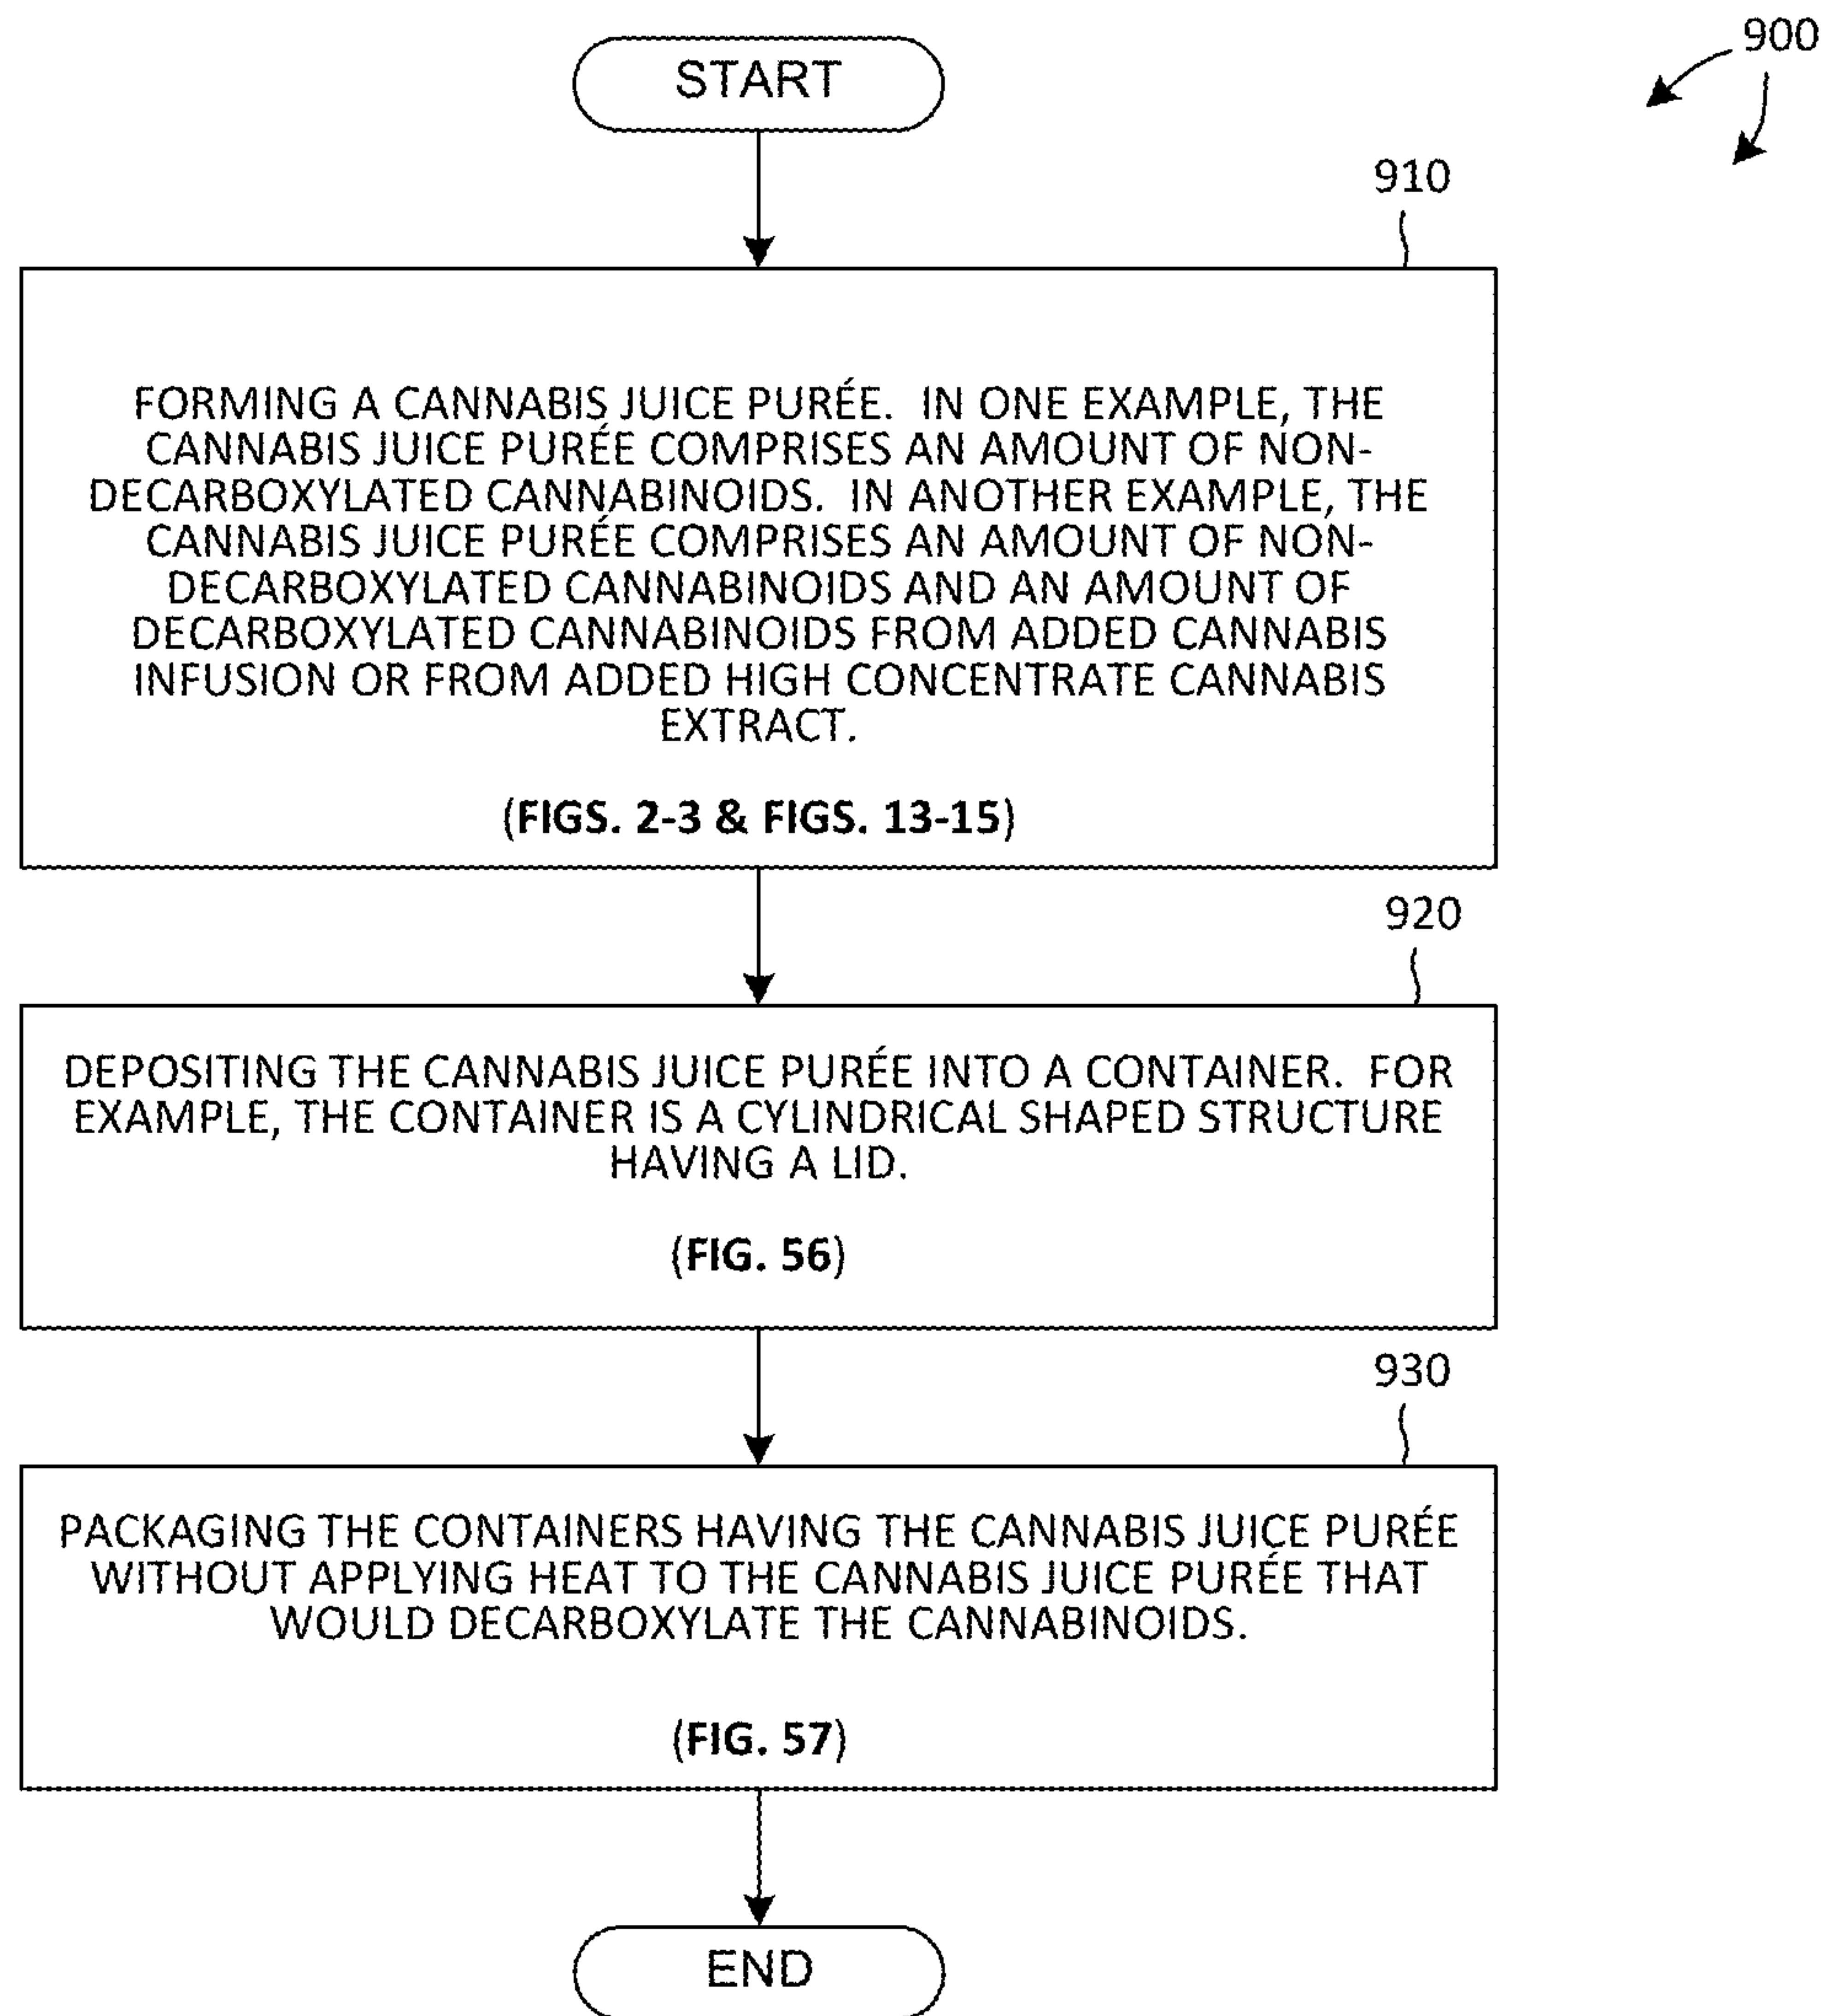 900
START
910
FORMING A CANNABIS JUICE PURÉE. IN ONE EXAMPLE, THE
CANNABIS JUICE PURÉE COMPRISES AN AMOUNT OF NON-
DECARBOXYLATED CANNABINOIDS. IN ANOTHER EXAMPLE, THE
CANNABIS JUICE PURÉE COMPRISES AN AMOUNT OF NON-
DECARBOXYLATED CANNABINOIDS AND AN AMOUNT OF
DECARBOXYLATED CANNABINOIDS FROM ADDED CANNABIS
INFUSION OR FROM ADDED HIGH CONCENTRATE CANNABIS
EXTRACT.
(FIGS. 2-3 & FIGS. 13-15)
920
DEPOSITING THE CANNABIS JUICE PURÉE INTO A CONTAINER. FOR
EXAMPLE, THE CONTAINER IS A CYLINDRICAL SHAPED STRUCTURE
HAVING A LID.
(FIG. 56)
930
PACKAGING THE CONTAINERS HAVING THE CANNABIS JUICE PURÉE
WITHOUT APPLYING HEAT TO THE CANNABIS JUICE PURÉE THAT
WOULD DECARBOXYLATE THE CANNABINOIDS.
(FIG. 57)
END